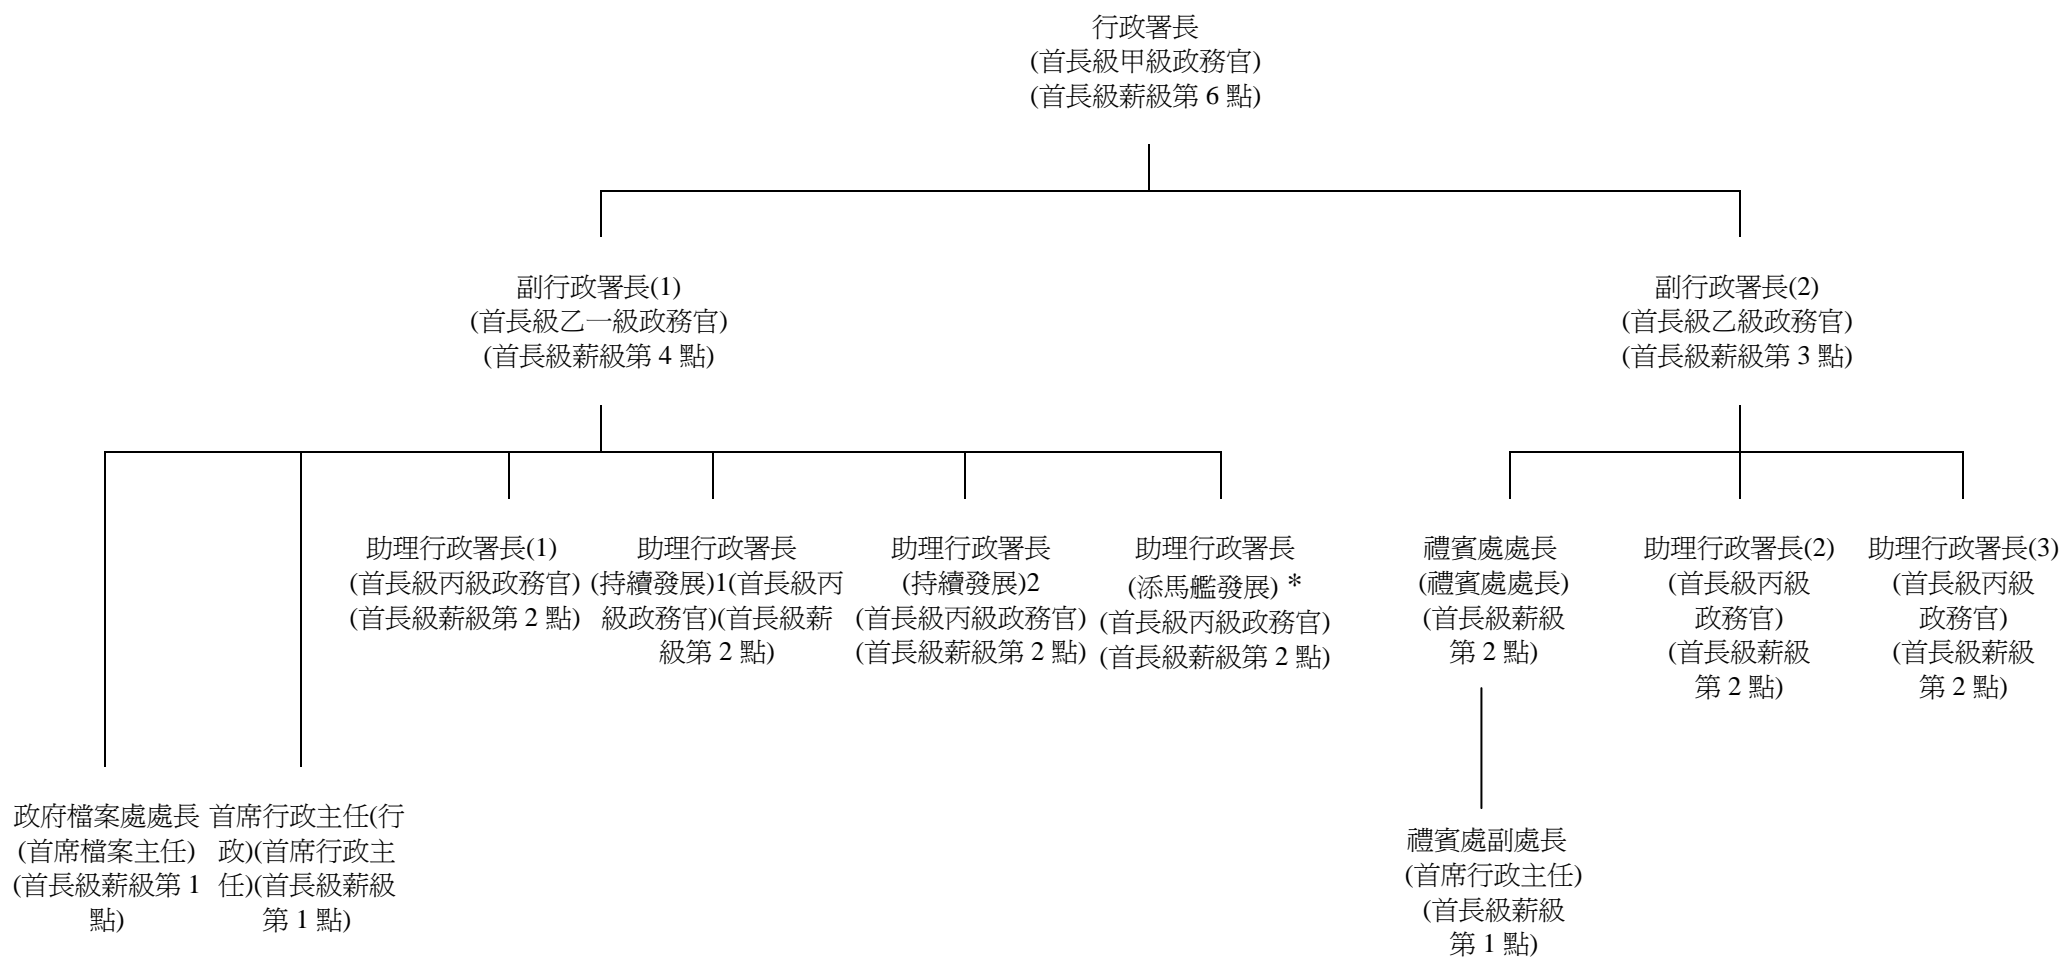 行政署長
(首長級甲級政務官)
(首長級薪級第 6 點)
副行政署長(1)
(首長級乙一級政務官)
(首長級薪級第 4 點)
副行政署長(2)
(首長級乙級政務官)
(首長級薪級第 3 點)
助理行政署長(1)
(首長級丙級政務官)
(首長級薪級第 2 點)
助理行政署長
(持續發展)1(首長級丙
級政務官)(首長級薪
級第 2 點)
助理行政署長
(持續發展)2
(首長級丙級政務官)
(首長級薪級第 2 點)
助理行政署長
(添馬艦發展) *
(首長級丙級政務官)
(首長級薪級第 2 點)
禮賓處處長
(禮賓處處長)
(首長級薪級
第 2 點)
助理行政署長(2)
(首長級丙級
政務官)
(首長級薪級
第 2 點)
助理行政署長(3)
(首長級丙級
政務官)
(首長級薪級
第 2 點)
政府檔案處處長
(首席檔案主任)
(首長級薪級第 1
點)
首席行政主任(行
政)(首席行政主
任)(首長級薪級
第 1 點)
禮賓處副處長
(首席行政主任)
(首長級薪級
第 1 點)